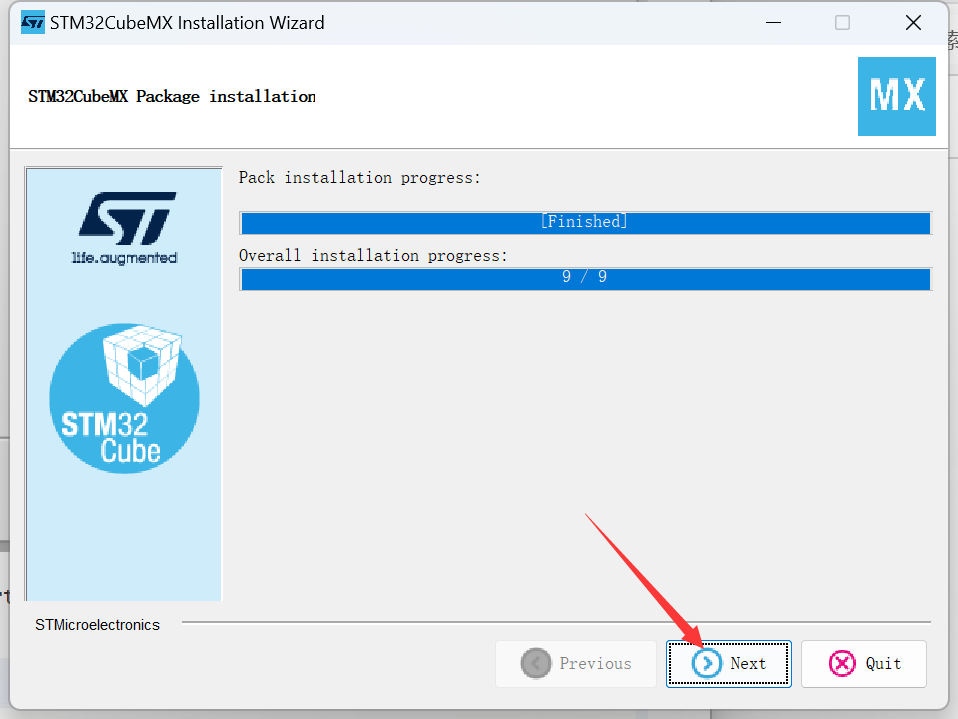 STM32CubeMX Installation Wizard
STM32CubeMX Package installation
MX
Pack installation progress:
[Finished]
Overall installation progress:
9 / 9
ST
life.augmented
STM32
Cube
STMicroelectronics
Previous
Next
Quit